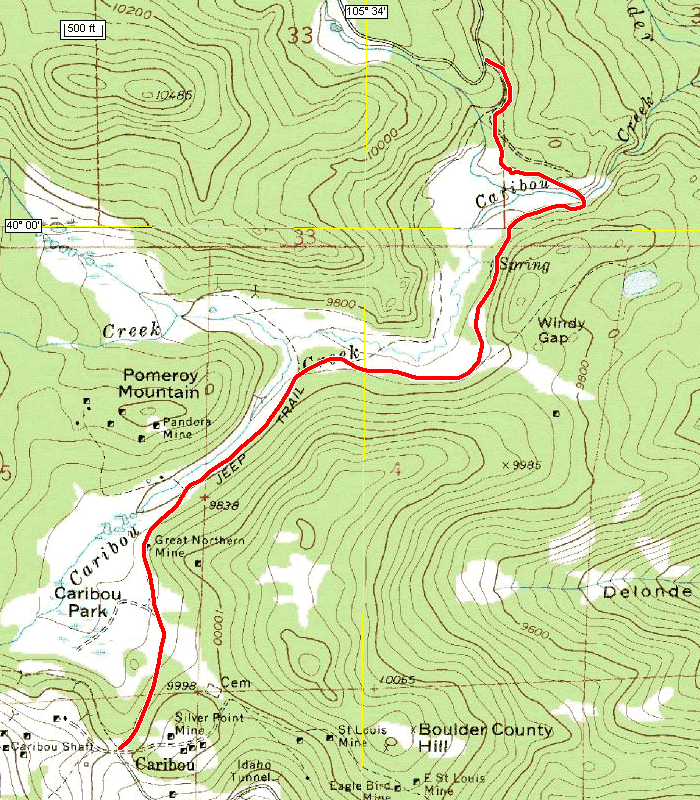 105° 34'
10200
500 ft
33
10486
10000
Creek
Caribou
40° 00'
33
Spring
9800
Creek
Creek
Windy
Gap
Pomeroy
Mountain
9800
Pandora
Mine
TRAIL
JEEP
4
×9985
5
9838
Great Northern
Mine
Caribou
Caribou
Park
Delonde
10000
9600
Cem
9998
10065
Silver Point
Mine
St Louis
Mine
Boulder County
Hill
Caribou Shaft
Caribou
Idaho
Tunnel
Eagle Bird
Mine
E St Louis
Mine